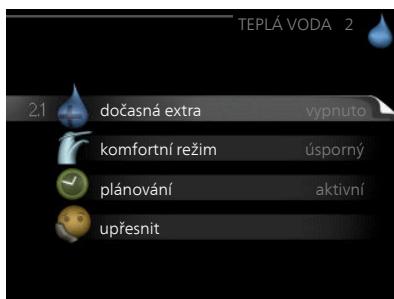 TEPLÁ VODA 2
2.1 dočasná extra vypnuto
komfortní režim úsporný
plánování aktivní
upřesnit